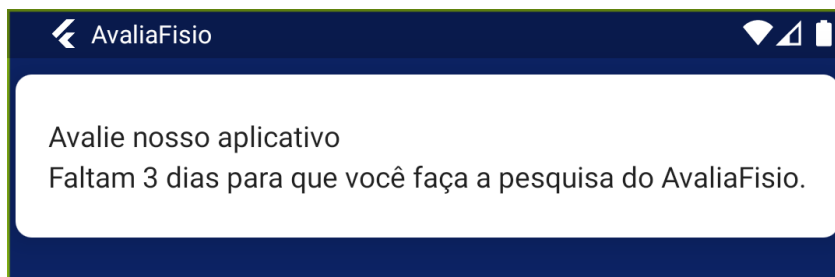 AvaliaFisio
Avalie nosso aplicativo
Faltam 3 dias para que você faça a pesquisa do AvaliaFisio.